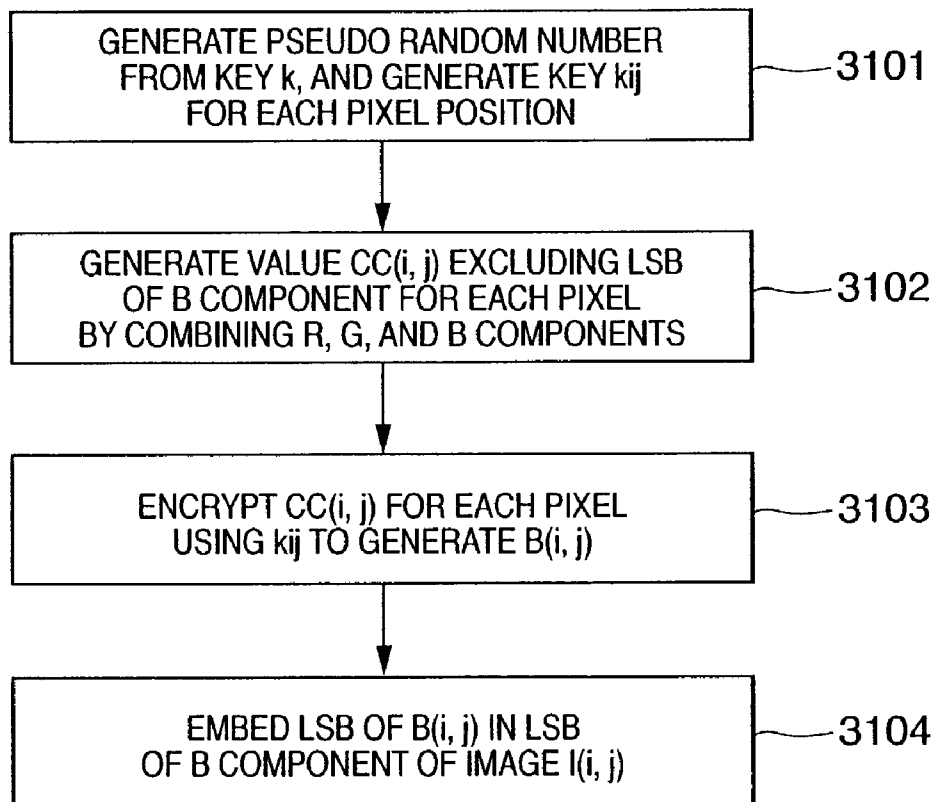 GENERATE PSEUDO RANDOM NUMBER
FROM KEY k, AND GENERATE KEY kij
FOR EACH PIXEL POSITION
3101
GENERATE VALUE CC(i, j) EXCLUDING LSB
OF B COMPONENT FOR EACH PIXEL
BY COMBINING R, G, AND B COMPONENTS
3102
ENCRYPT CC(i, j) FOR EACH PIXEL
USING kij TO GENERATE B(i, j)
3103
EMBED LSB OF B(i, j) IN LSB
OF B COMPONENT OF IMAGE I(i, j)
3104